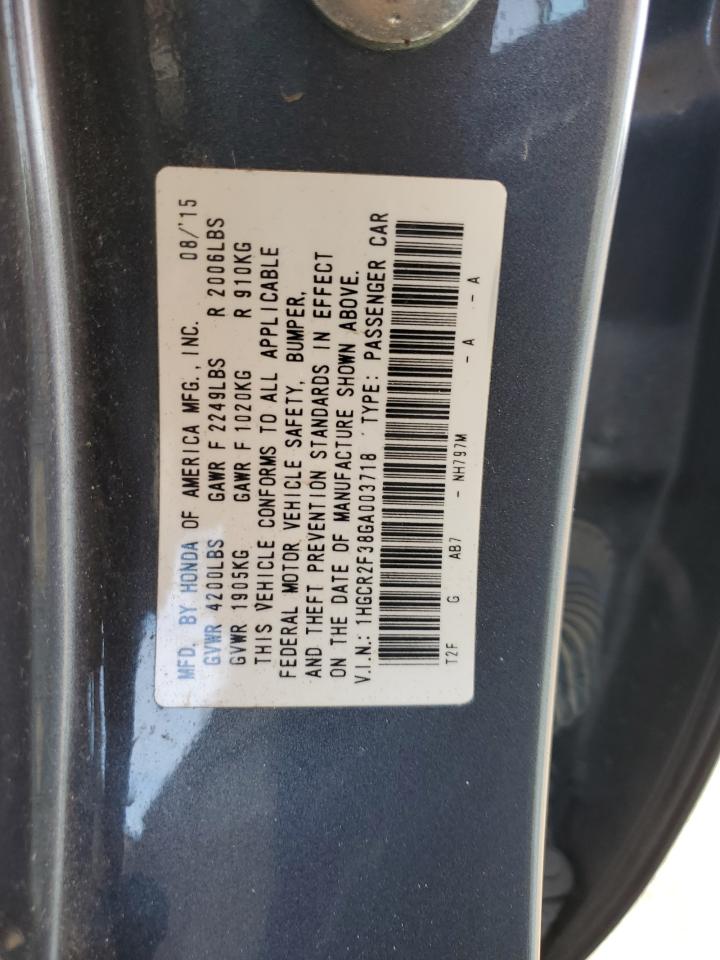 MFD. BY HONDA OF AMERICA MFG., INC. 08/'15
GVWR 4200LBS GAWR F 2249LBS R 2006LBS
GVWR 1905KG GAWR F 1020KG R 910KG
THIS VEHICLE CONFORMS TO ALL APPLICABLE
FEDERAL MOTOR VEHICLE SAFETY, BUMPER,
AND THEFT PREVENTION STANDARDS IN EFFECT
ON THE DATE OF MANUFACTURE SHOWN ABOVE.
V.I.N.: 1HGCR2F38GA003718 TYPE: PASSENGER CAR
T2F G AB7 - NH797M - A - A